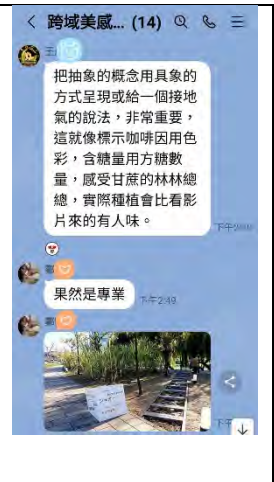 跨域美感... (14)
王
把抽象的概念用具象的
方式呈現或給一個接地
氣的說法，非常重要，
這就像標示咖啡因用色
彩，含糖量用方糖數
量，感受甘蔗的林林總
總，實際種植會比看影
片來的有人味。
果然是專業
下午2:49